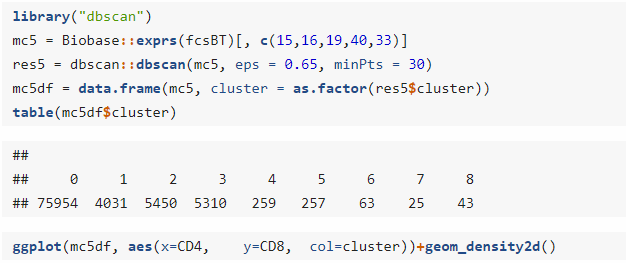 library("dbscan")
mc5 = Biobase::exprs(fcsBT)[, c(15,16,19,40,33)]
res5 = dbscan::dbscan(mc5, eps = 0.65, minPts = 30)
mc5df = data.frame(mc5, cluster = as.factor(res5$cluster))
table(mc5df$cluster)
##
##     0     1     2     3     4     5     6     7     8
## 75954  4031  5450  5310   259   257    63    25    43
ggplot(mc5df, aes(x=CD4,    y=CD8,  col=cluster))+geom_density2d()